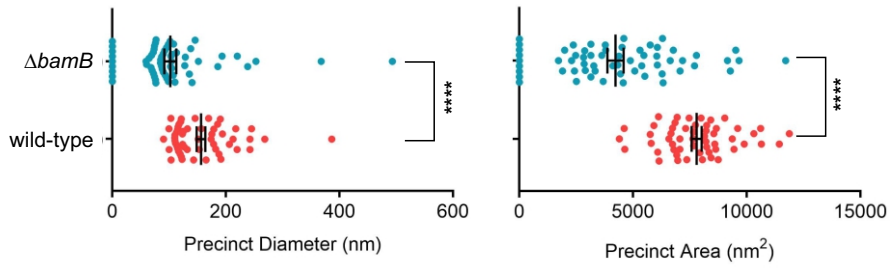 ΔbamB
wild-type
****
0 200 400 600
Precinct Diameter (nm)
****
0 5000 10000 15000
Precinct Area (nm²)